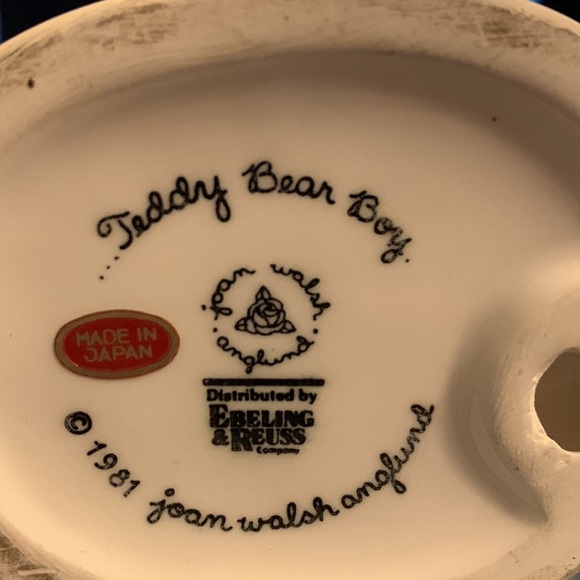 ....Teddy Bear Boy.
joan walsh
anglund
MADE IN
JAPAN
Distributed by
EBELING
& REUSS
Company
© 1981 joan walsh anglund